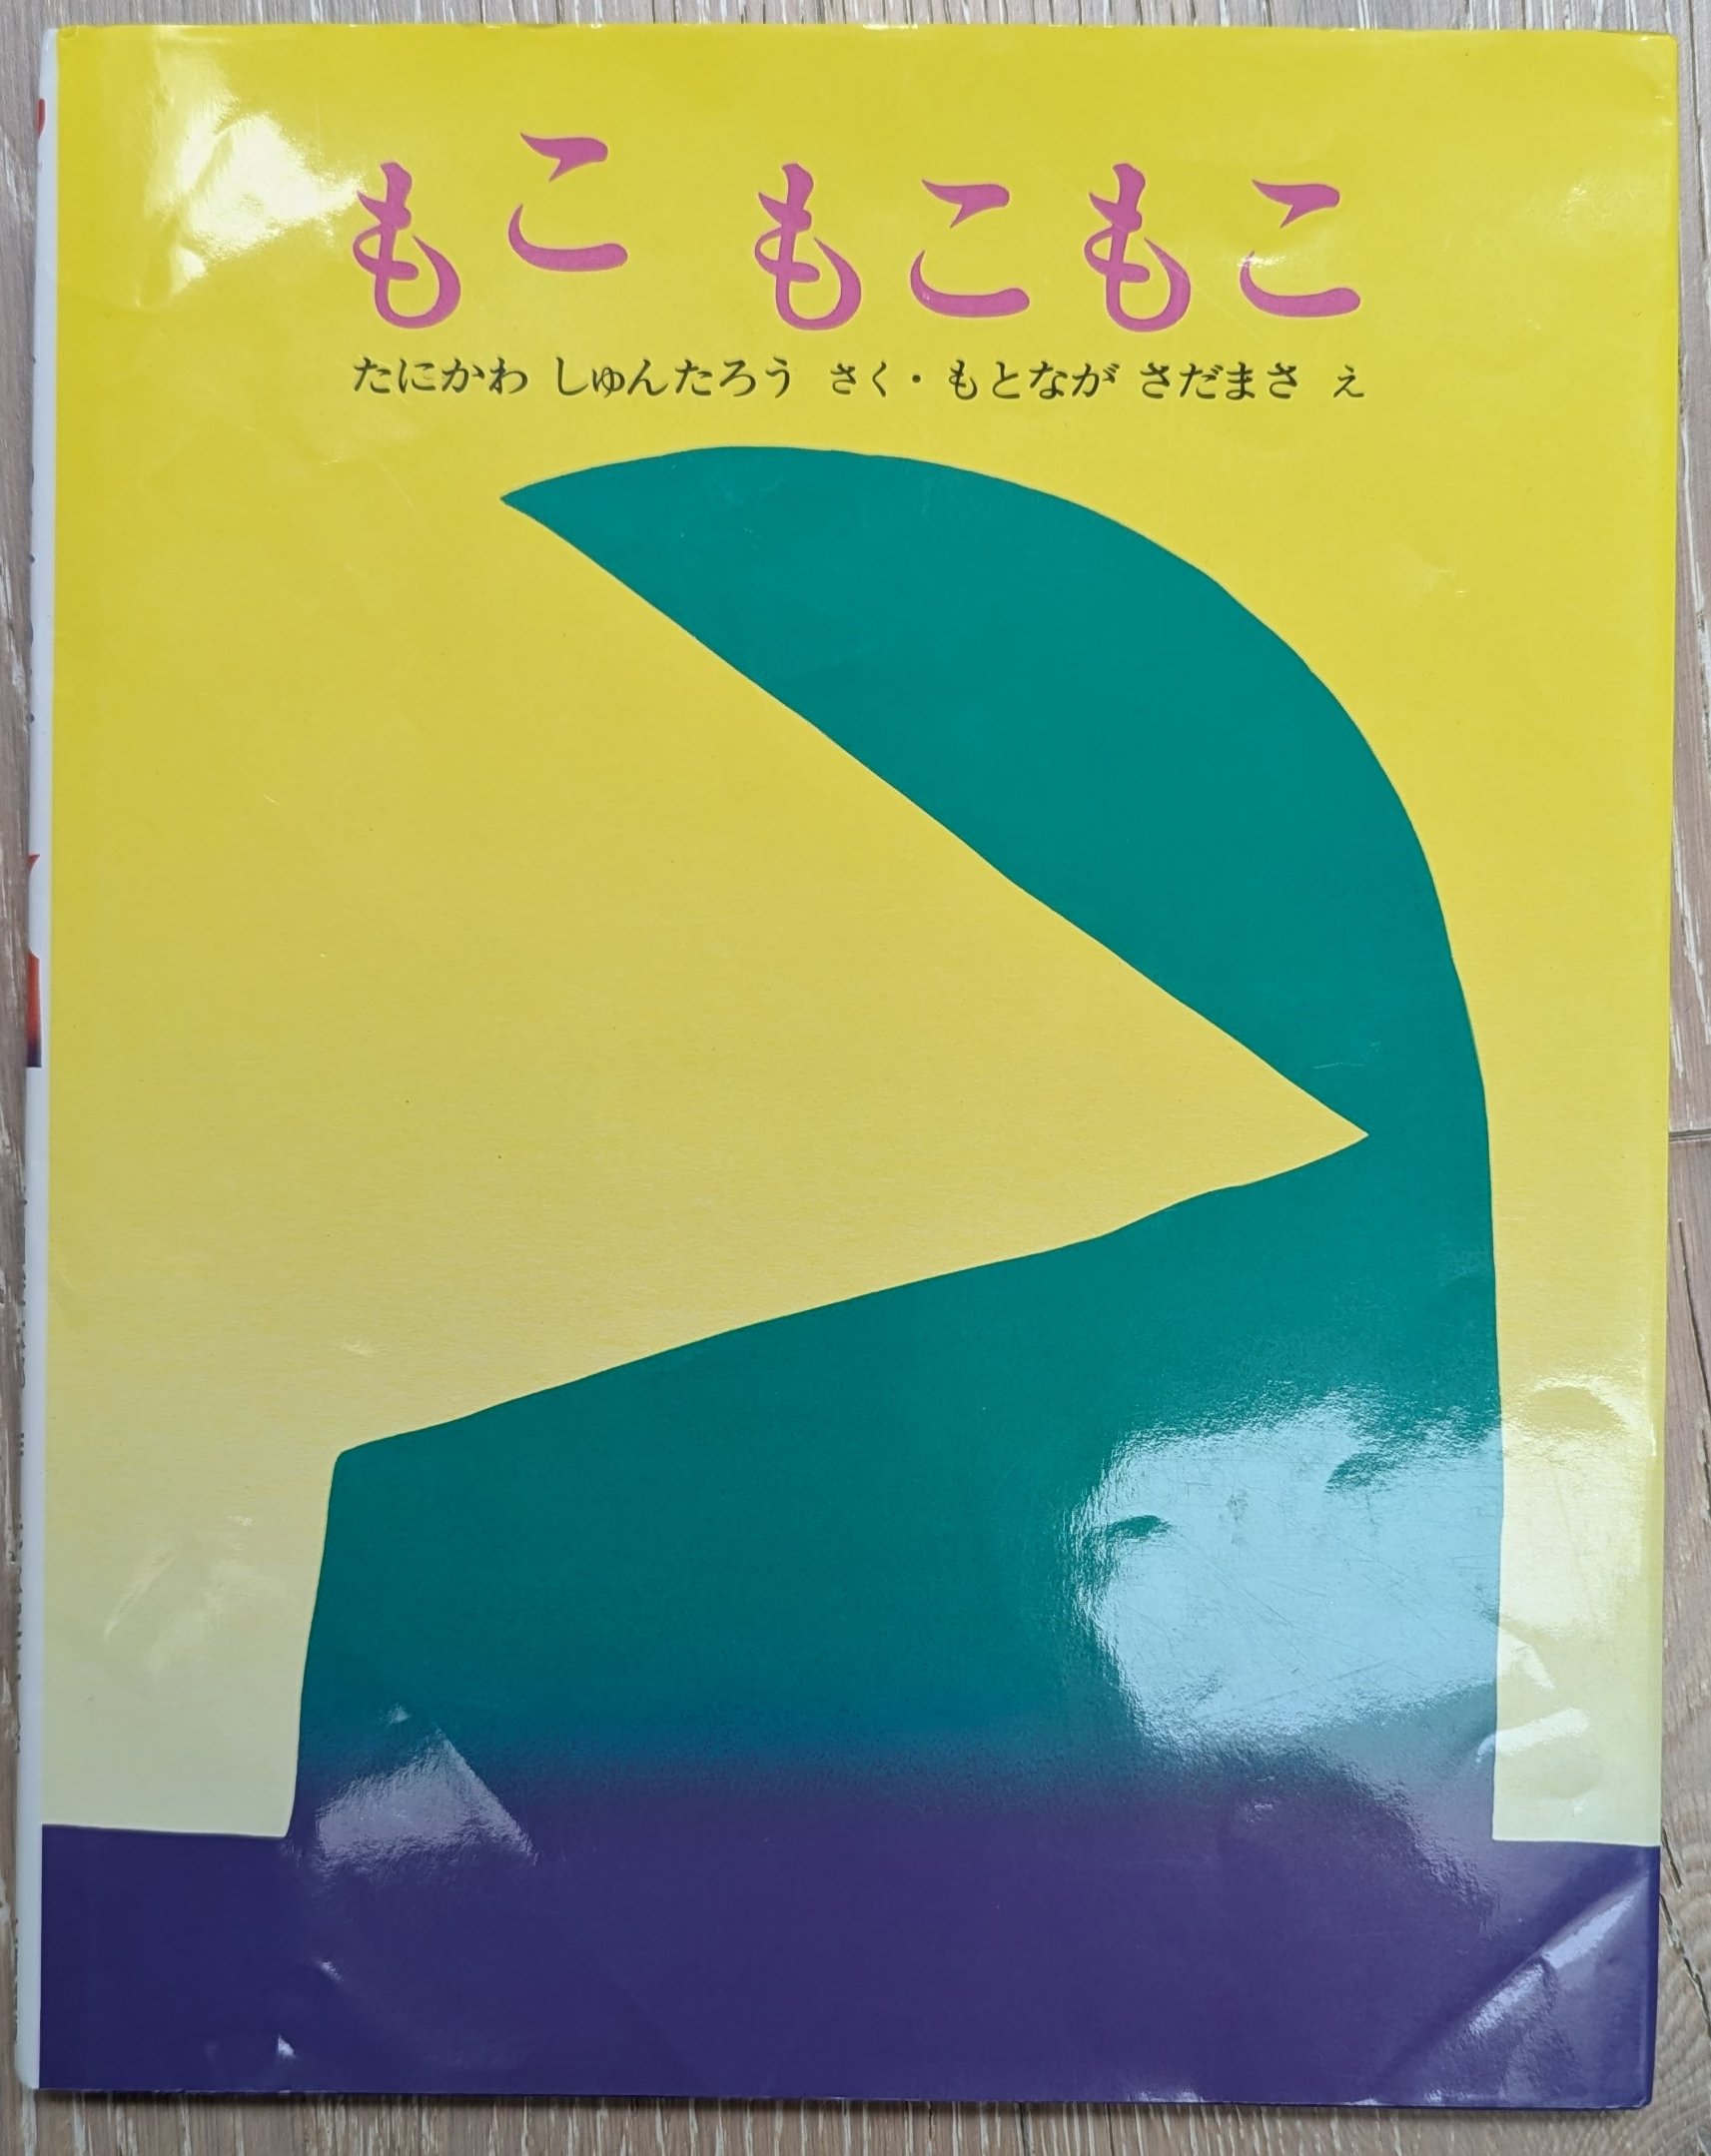 もこ もこもこ
たにかわ しゅんたろう さく・もとなが さだまさ え